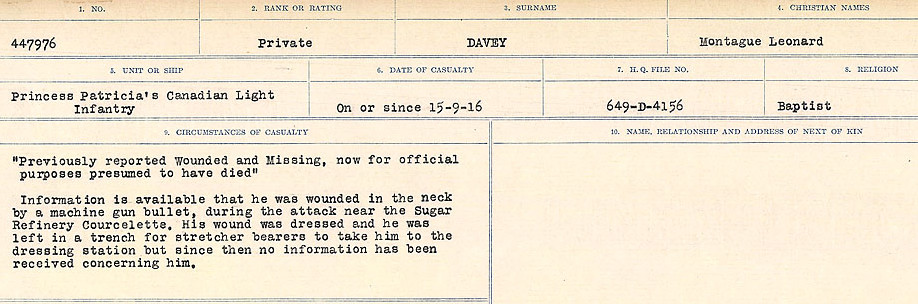 1. NO. 2. RANK OR RATING 3. SURNAME 4. CHRISTIAN NAMES
447976 Private DAVEY Montague Leonard
5. UNIT OR SHIP 6. DATE OF CASUALTY 7. H.Q. FILE NO. 8. RELIGION
Princess Patricia's Canadian Light
Infantry On or since 15-9-16 649-D-4156 Baptist
9. CIRCUMSTANCES OF CASUALTY 10. NAME, RELATIONSHIP AND ADDRESS OF NEXT OF KIN
"Previously reported Wounded and Missing, now for official
purposes presumed to have died"
Information is available that he was wounded in the neck
by a machine gun bullet, during the attack near the Sugar
Refinery Courcelette. His wound was dressed and he was
left in a trench for stretcher bearers to take him to the
dressing station but since then no information has been
received concerning him.